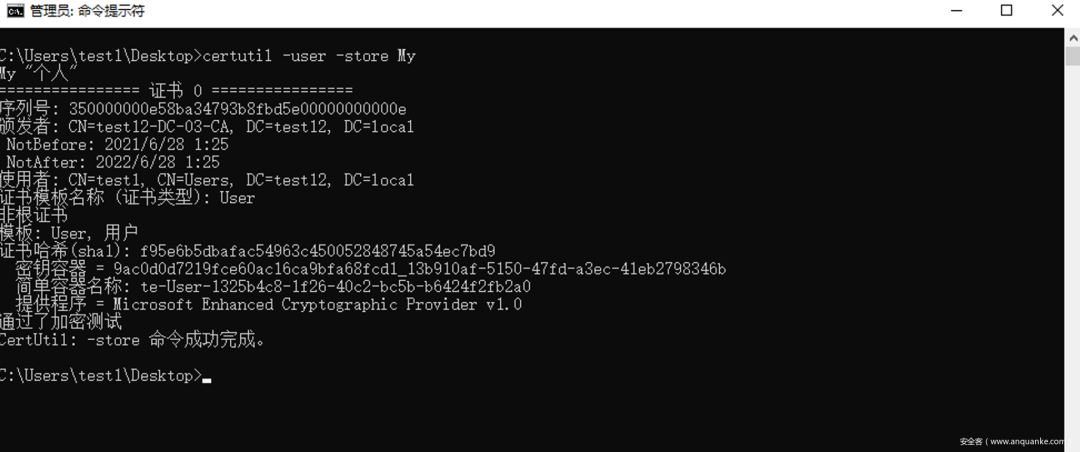 管理员: 命令提示符
C:\Users\test1\Desktop>certutil -user -store My
My "个人"
================ 证书 0 ================
序列号: 350000000e58ba34793b8fbd5e00000000000e
颁发者: CN=test12-DC-03-CA, DC=test12, DC=local
NotBefore: 2021/6/28 1:25
NotAfter: 2022/6/28 1:25
使用者: CN=test1, CN=Users, DC=test12, DC=local
证书模板名称 (证书类型): User
非根证书
模板: User, 用户
证书哈希(sha1): f95e6b5dbafac54963c450052848745a54ec7bd9
密钥容器 = 9ac0d0d7219fce60ac16ca9bfa68fcd1_13b910af-5150-47fd-a3ec-41eb2798346b
简单容器名称: te-User-1325b4c8-1f26-40c2-bc5b-b6424f2fb2a0
提供程序 = Microsoft Enhanced Cryptographic Provider v1.0
通过了加密测试
CertUtil: -store 命令成功完成。
C:\Users\test1\Desktop>
安全客 ( www.anquanke.com )